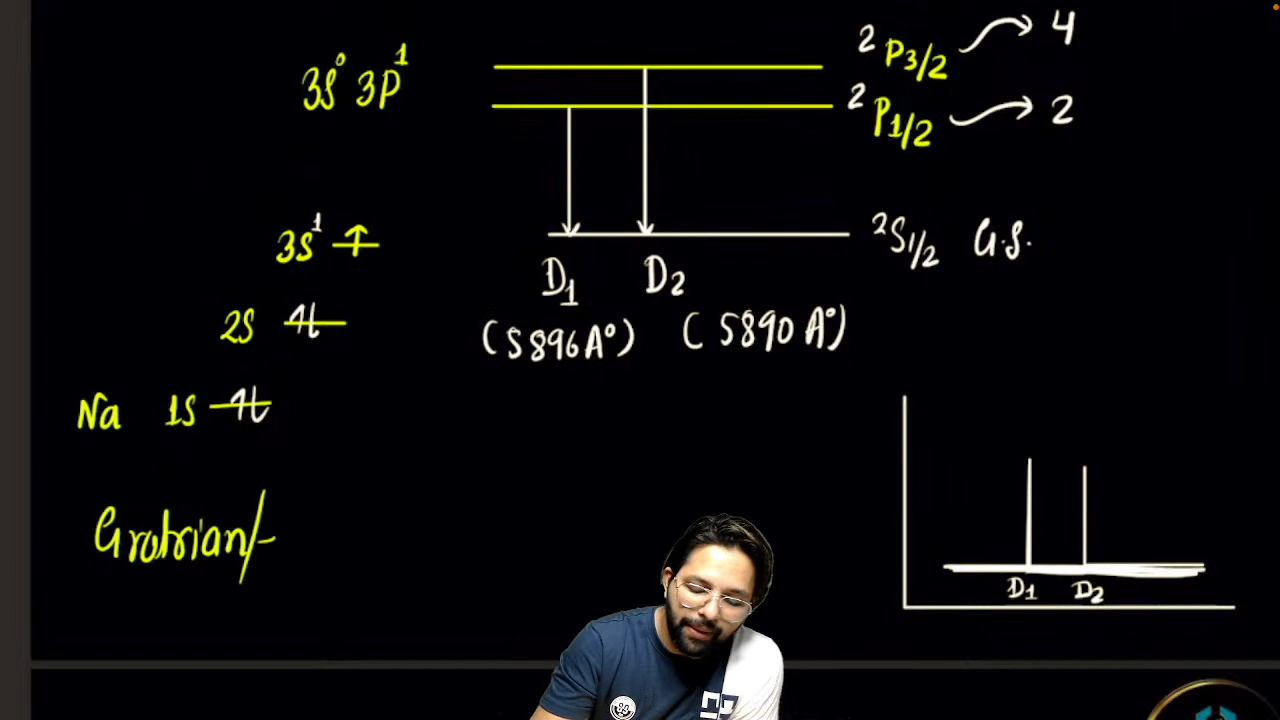 3S⁰ 3P¹
²P3/2 → 4
²P1/2 → 2
3S¹
²S1/2 G.S.
D1
D2
2S
(5896A°)
(5890A°)
Na 1S
Grotrian/-
D1
D2